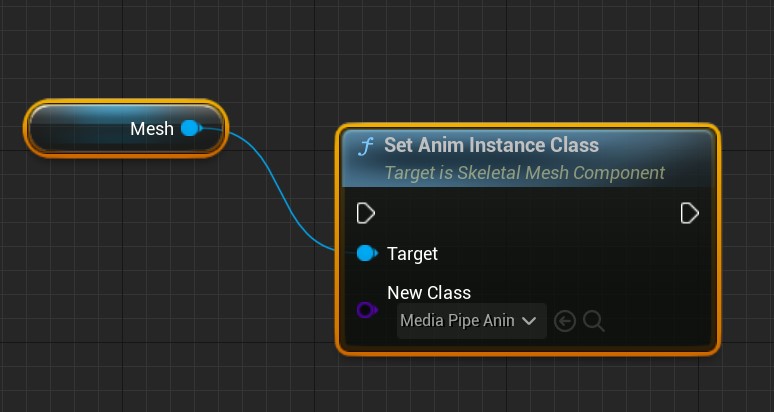 Mesh
Set Anim Instance Class
Target is Skeletal Mesh Component
Target
New Class
Media Pipe Anin